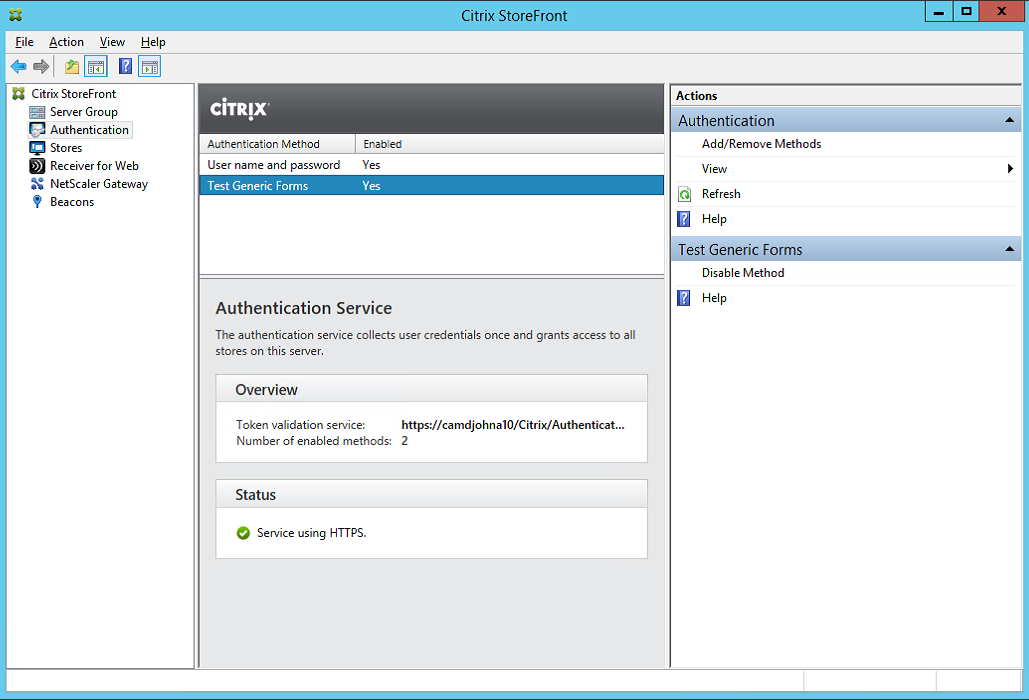 Citrix StoreFront
File Action View Help
Citrix StoreFront
Server Group
Authentication
Stores
Receiver for Web
NetScaler Gateway
Beacons
CITRIX
Authentication Method Enabled
User name and password Yes
Test Generic Forms Yes
Authentication Service
The authentication service collects user credentials once and grants access to all
stores on this server.
Overview
Token validation service: https://camdjohna10/Citrix/Authenticat...
Number of enabled methods: 2
Status
Service using HTTPS.
Actions
Authentication
Add/Remove Methods
View
Refresh
Help
Test Generic Forms
Disable Method
Help